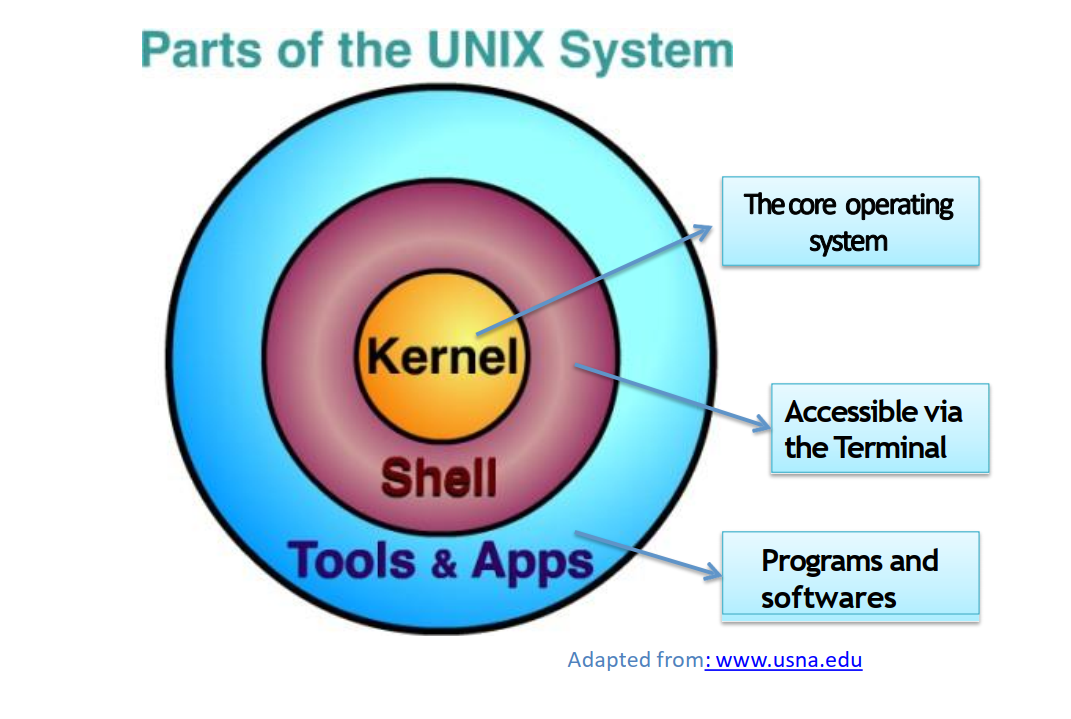 Parts of the UNIX System
The core operating
system
Kernel
Accessible via
the Terminal
Shell
Tools & Apps
Programs and
softwares
Adapted from: www.usna.edu